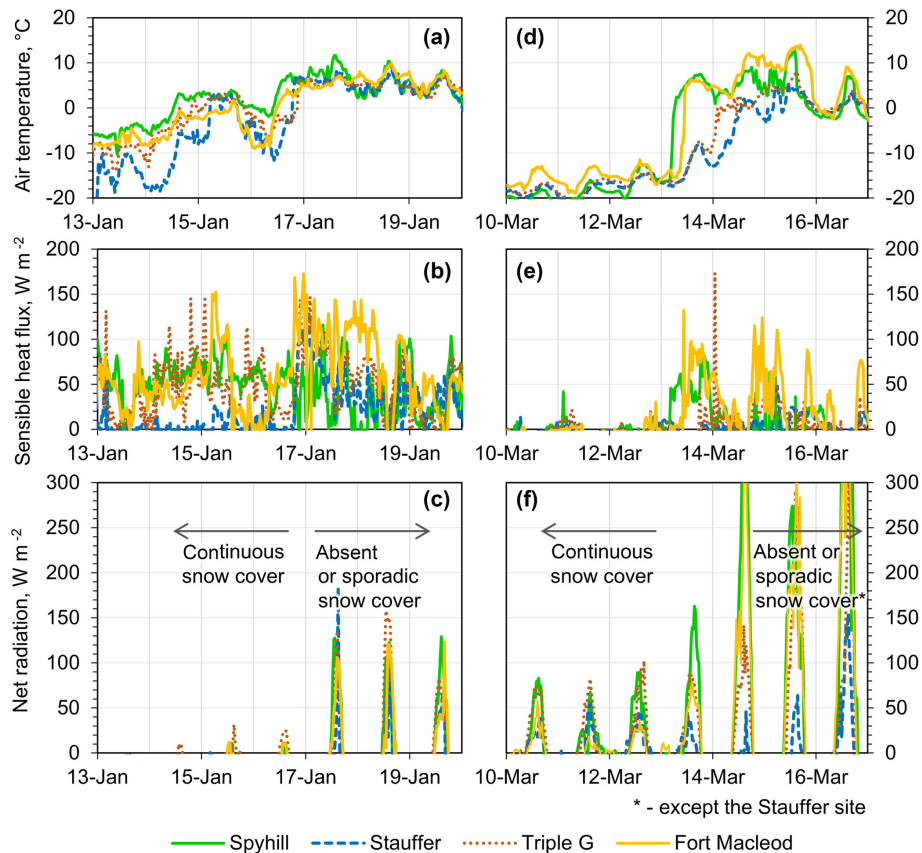 20
10
0
-10
-20
Air temperature, °C
(a)
13-Jan 15-Jan 17-Jan 19-Jan
(d)
20
10
0
-10
-20
10-Mar 12-Mar 14-Mar 16-Mar
200
150
100
50
0
Sensible heat flux, W m⁻²
(b)
13-Jan 15-Jan 17-Jan 19-Jan
(e)
200
150
100
50
0
10-Mar 12-Mar 14-Mar 16-Mar
300
250
200
150
100
50
0
Net radiation, W m⁻²
(c)
Continuous
snow cover
Absent
or sporadic
snow cover
13-Jan 15-Jan 17-Jan 19-Jan
(f)
Continuous
snow cover
Absent or
sporadic
snow cover*
300
250
200
150
100
50
0
10-Mar 12-Mar 14-Mar 16-Mar
* - except the Stauffer site
Spyhill Stauffer Triple G Fort Macleod